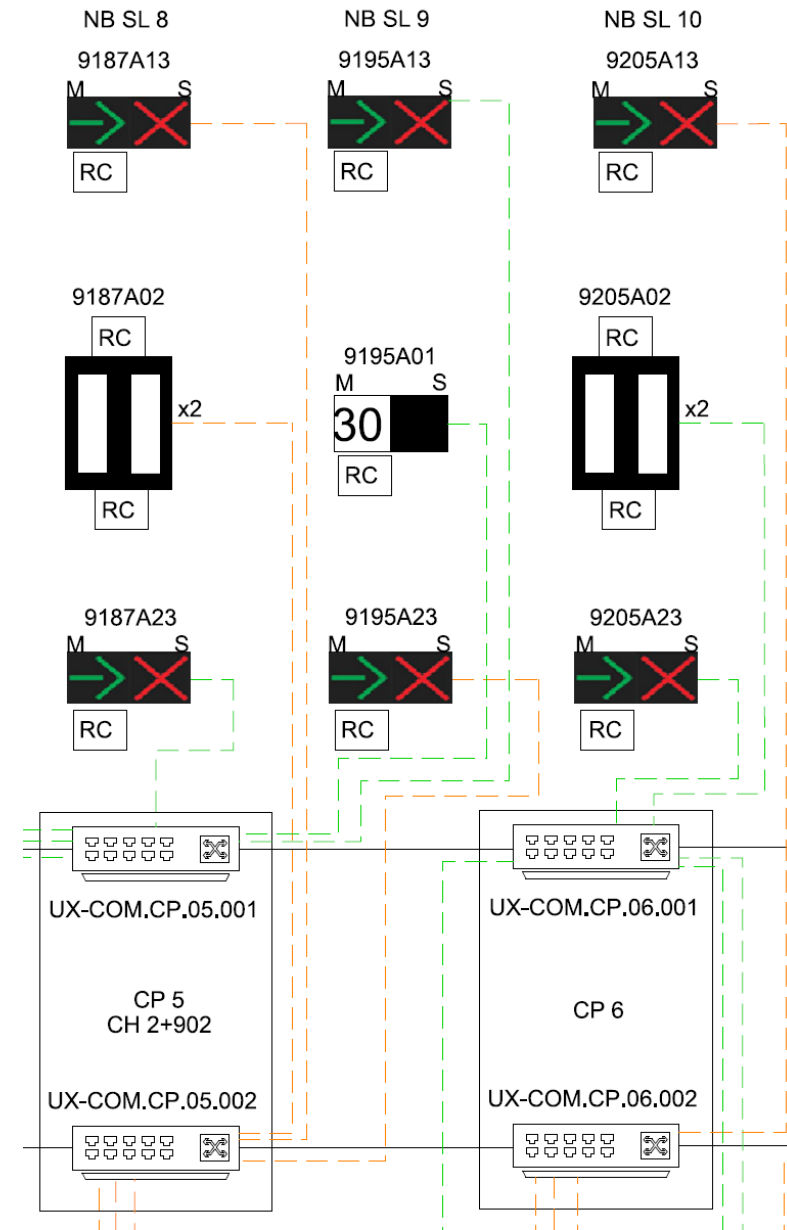 NB SL 8
NB SL 9
NB SL 10
9187A13
9195A13
9205A13
M S
M S
M S
RC
RC
RC
9187A02
9205A02
RC
RC
9195A01
M S
x2
30
x2
RC
RC
RC
9187A23
9195A23
9205A23
M S
M S
M S
RC
RC
RC
UX-COM.CP.05.001
UX-COM.CP.06.001
CP 5
CH 2+902
CP 6
UX-COM.CP.05.002
UX-COM.CP.06.002